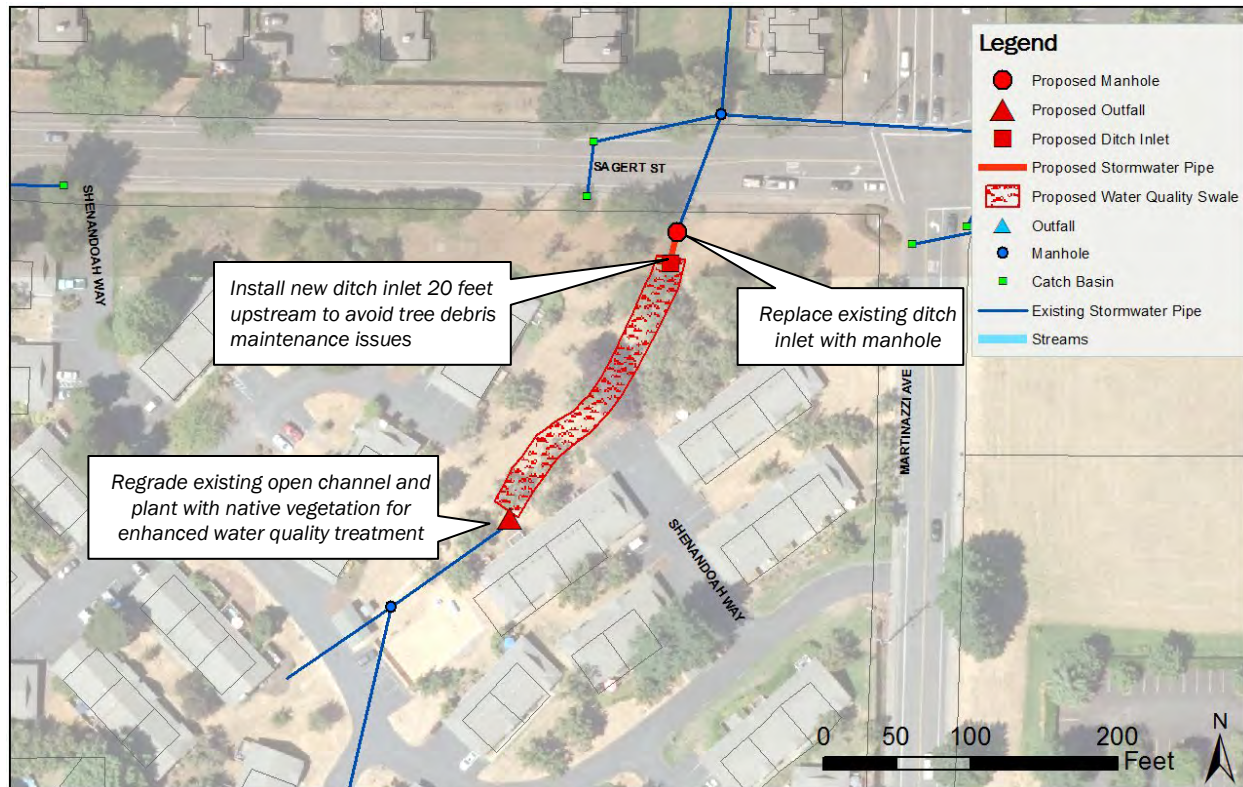 Legend
Proposed Manhole
Proposed Outfall
Proposed Ditch Inlet
Proposed Stormwater Pipe
Proposed Water Quality Swale
Outfall
Manhole
Catch Basin
Existing Stormwater Pipe
Streams
SAGERT ST
SHENANDOAH WAY
Install new ditch inlet 20 feet
upstream to avoid tree debris
maintenance issues
Replace existing ditch
inlet with manhole
MARTINAZZI AVE
Regrade existing open channel and
plant with native vegetation for
enhanced water quality treatment
SHENANDOAH WAY
0 50 100 200
Feet
N